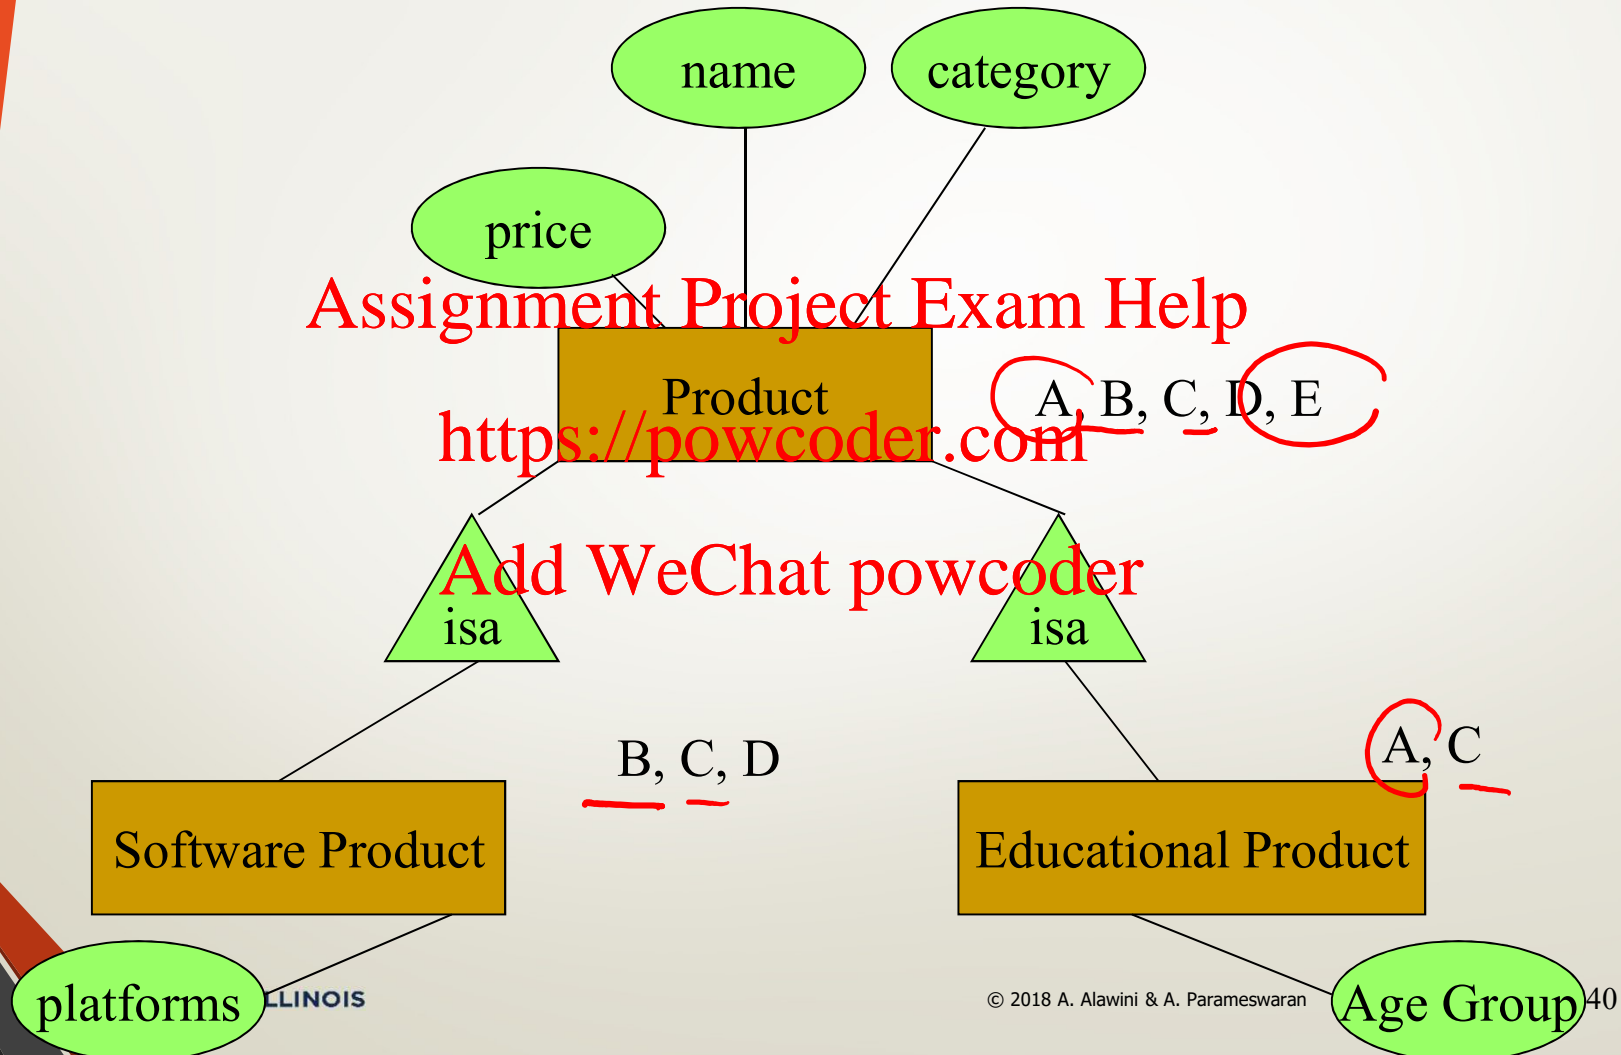 name
category
price
Assignment Project Exam Help
Product
A, B, C, D, E
https://powcoder.com
Add WeChat powcoder
isa
isa
B, C, D
A, C
Software Product
Educational Product
platforms
LLINOIS
© 2018 A. Alawini & A. Parameswaran
Age Group
40